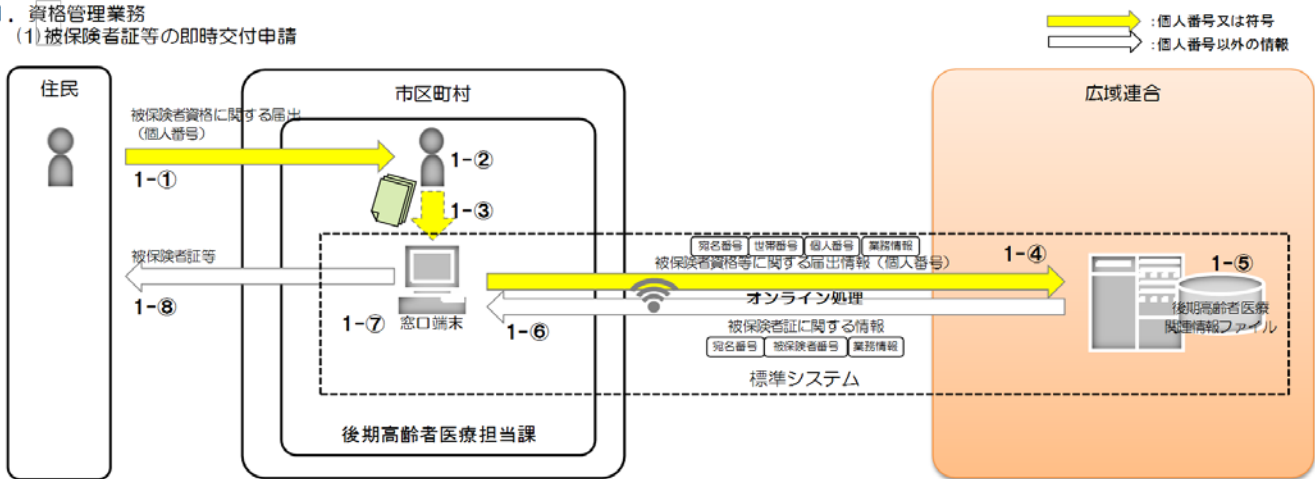 １．資格管理業務
(1)被保険者証等の即時交付申請
：個人番号又は符号
：個人番号以外の情報
住民
市区町村
広域連合
被保険者資格に関する届出
（個人番号）
1-①
1-②
1-③
宛名番号 世帯番号 個人番号 業務情報
被保険者資格等に関する届出情報（個人番号）
1-④
1-⑤
被保険者証等
オンライン処理
後期高齢者医療
関連情報ファイル
1-⑧
1-⑦
窓口端末
1-⑥
被保険者証に関する情報
宛名番号 被保険者番号 業務情報
標準システム
後期高齢者医療担当課